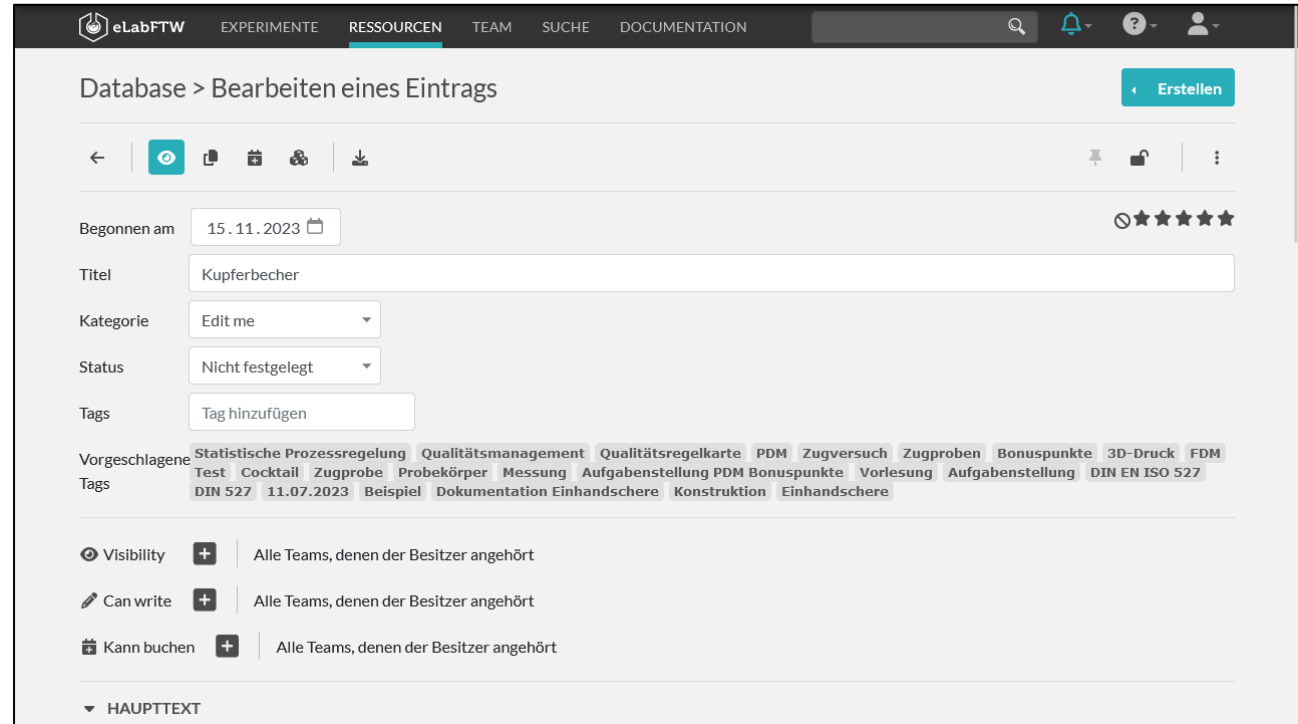 eLabFTW EXPERIMENTE RESSOURCEN TEAM SUCHE DOCUMENTATION
Database > Bearbeiten eines Eintrags
Erstellen
Begonnen am 15.11.2023
Titel Kupferbecher
Kategorie Edit me
Status Nicht festgelegt
Tags Tag hinzufügen
Vorgeschlagene Tags
Statistische Prozessregelung Qualitätsmanagement Qualitätsregelkarte PDM Zugversuch Zugproben Bonuspunkte 3D-Druck FDM
Test Cocktail Zugprobe Probekörper Messung Aufgabenstellung PDM Bonuspunkte Vorlesung Aufgabenstellung DIN EN ISO 527
DIN 527 11.07.2023 Beispiel Dokumentation Einhandschere Konstruktion Einhandschere
Visibility Alle Teams, denen der Besitzer angehört
Can write Alle Teams, denen der Besitzer angehört
Kann buchen Alle Teams, denen der Besitzer angehört
HAUPTTEXT